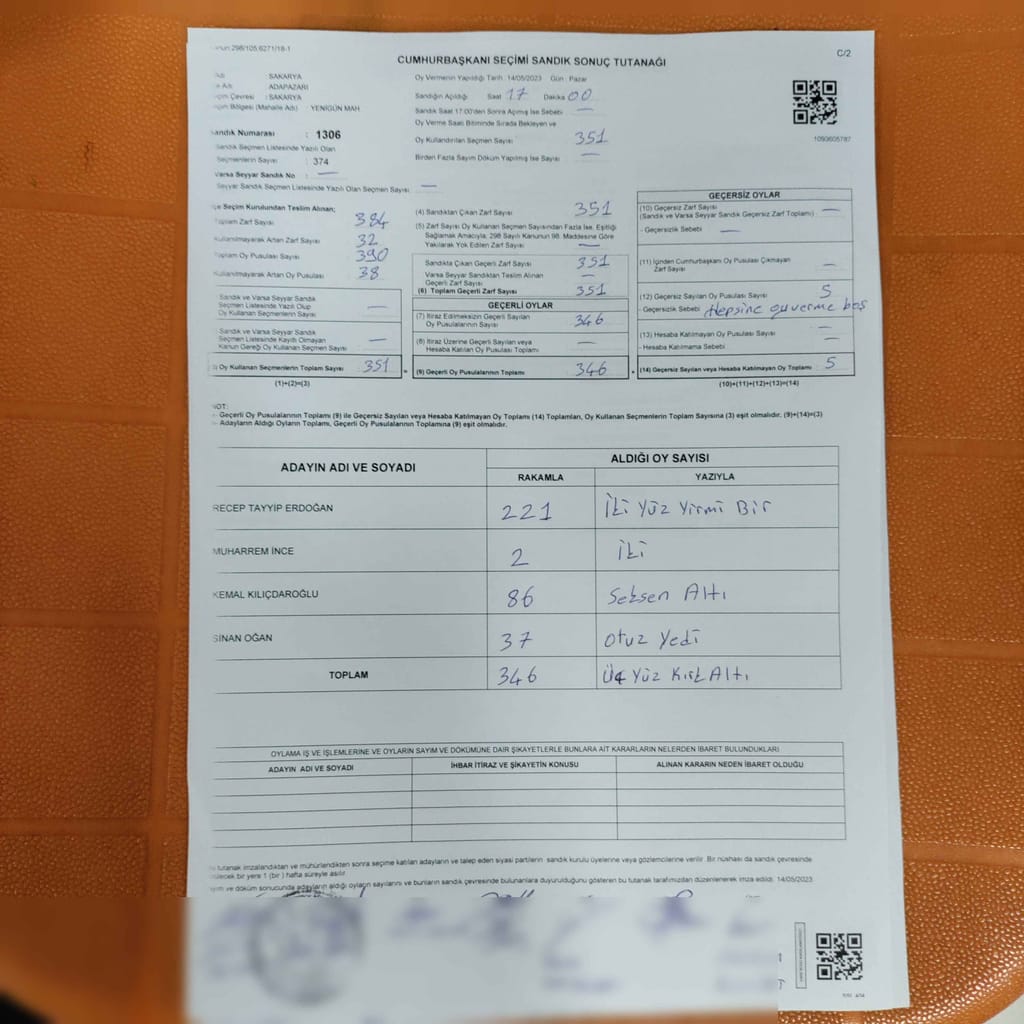 298/105,6271/18-1
C/2
CUMHURBAŞKANI SEÇİMİ SANDIK SONUÇ TUTANAĞI
SAKARYA
ADAPAZARI
: SAKARYA
Bölgesi (Mahalle Adı) : YENİGÜN MAH
Sandık Numarası : 1306
Sandık Seçmen Listesinde Yazılı Olan
Seçmenlerin Sayısı : 374
Varsa Seyyar Sandık No : —
Seyyar Sandık Seçmen Listesinde Yazılı Olan Seçmen Sayısı —
Oy Vermenin Yapıldığı Tarih : 14/05/2023 Gün : Pazar
Sandığın Açıldığı Saat 17 Dakika 00
Sandık Saat 17.00'den Sonra Açılmış İse Sebebi —
Oy Verme Saati Bitiminde Sırada Bekleyen ve
Oy Kullandırılan Seçmen Sayısı 351
Birden Fazla Sayım Döküm Yapılmış İse Sayısı —
1093605787
Seçim Kurulundan Teslim Alınan;
Toplam Zarf Sayısı 384
Kullanılmayarak Artan Zarf Sayısı 32
Toplam Oy Pusulası Sayısı 390
Kullanılmayarak Artan Oy Pusulası 38
Sandık ve Varsa Seyyar Sandık
Seçmen Listesinde Yazılı Olup
Oy Kullanan Seçmenlerin Sayısı —
Sandık ve Varsa Seyyar Sandık
Seçmen Listesinde Kayıtlı Olmayan
Kanun Gereği Oy Kullanan Seçmen Sayısı —
Oy Kullanan Seçmenlerin Toplam Sayısı 351
(1)+(2)=(3)
(4) Sandıktan Çıkan Zarf Sayısı 351
(5) Zarf Sayısı Oy Kullanan Seçmen Sayısından Fazla İse, Eşitliği
Sağlamak Amacıyla, 298 Sayılı Kanunun 98. Maddesine Göre
Yakılarak Yok Edilen Zarf Sayısı —
Sandıkta Çıkan Geçerli Zarf Sayısı 351
Varsa Seyyar Sandıktan Teslim Alınan
Geçerli Zarf Sayısı —
(6) Toplam Geçerli Zarf Sayısı 351
GEÇERLİ OYLAR
(7) İtiraz Edilmeksizin Geçerli Sayılan
Oy Pusulalarının Sayısı 346
(8) İtiraz Üzerine Geçerli Sayılan veya
Hesaba Katılan Oy Pusulası Toplamı —
(9) Geçerli Oy Pusulalarının Toplamı 346
GEÇERSİZ OYLAR
(10) Geçersiz Zarf Sayısı
(Sandık ve Varsa Seyyar Sandık Geçersiz Zarf Toplamı) —
- Geçersizlik Sebebi —
(11) İçinden Cumhurbaşkanı Oy Pusulası Çıkmayan
Zarf Sayısı —
(12) Geçersiz Sayılan Oy Pusulası Sayısı 5
- Geçersizlik Sebebi Hepsine
(13) Hesaba Katılmayan Oy Pusulası Sayısı —
- Hesaba Katılmama Sebebi —
(14) Geçersiz Sayılan veya Hesaba Katılmayan Oy Toplamı 5
(10)+(11)+(12)+(13)=(14)
NOT:
- Geçerli Oy Pusulalarının Toplamı (9) ile Geçersiz Sayılan veya Hesaba Katılmayan Oy Toplamı (14) Toplamları, Oy Kullanan Seçmenlerin Toplam Sayısına (3) eşit olmalıdır. (9)+(14)=(3)
- Adayların Aldığı Oyların Toplamı, Geçerli Oy Pusulalarının Toplamına (9) eşit olmalıdır.
ADAYIN ADI VE SOYADI ALDIĞI OY SAYISI
RAKAMLA YAZIYLA
RECEP TAYYİP ERDOĞAN 221 İki Yüz Yirmi Bir
MUHARREM İNCE 2 İki
KEMAL KILIÇDAROĞLU 86 Seksen Altı
SİNAN OĞAN 37 Otuz Yedi
TOPLAM 346 Üç Yüz Kırk Altı
OYLAMA İŞ VE İŞLEMLERİNE VE OYLARIN SAYIM VE DÖKÜMÜNE DAİR ŞİKAYETLERLE BUNLARA AİT KARARLARIN NELERDEN İBARET BULUNDUKLARI
ADAYIN ADI VE SOYADI İHBAR İTİRAZ VE ŞİKAYETİN KONUSU ALINAN KARARIN NEDEN İBARET OLDUĞU
tutanak imzalandıktan ve mühürlendikten sonra seçime katılan adayların ve talep eden siyasi partilerin sandık kurulu üyelerine veya gözlemcilerine verilir. Bir nüshası da sandık çevresinde
yere 1 (bir) hafta süreyle asılır.
ve döküm sonucunda adayların aldığı oyların sayılarını ve bunların sandık çevresinde bulunanlara duyurulduğunu gösteren bu tutanak tarafımızdan düzenlenerek imza edildi. 14/05/2023